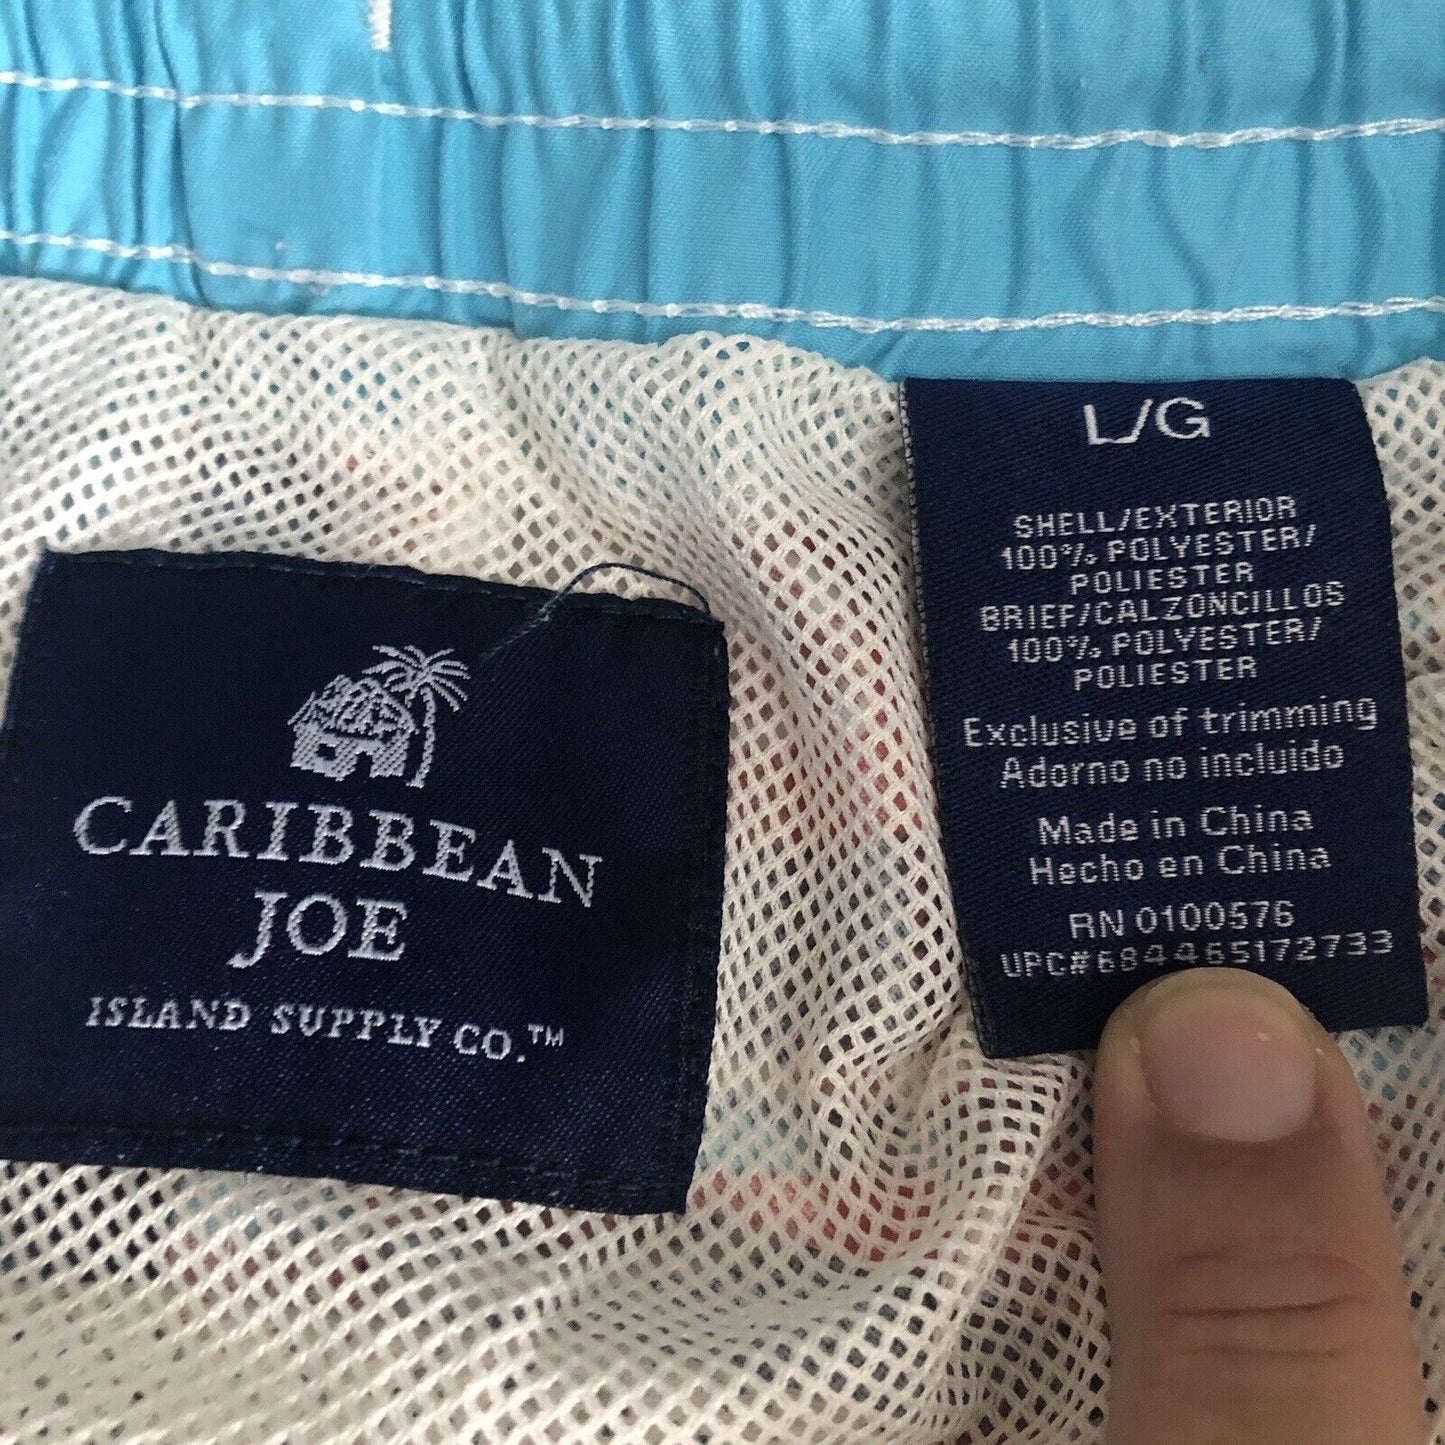 CARIBBEAN
JOE
ISLAND SUPPLY CO.™
L/G
SHELL/EXTERIOR
100% POLYESTER/
POLIESTER
BRIEF/CALZONCILLOS
100% POLYESTER/
POLIESTER
Exclusive of trimming
Adorno no incluido
Made in China
Hecho en China
RN 0100576
UPC#684465172733